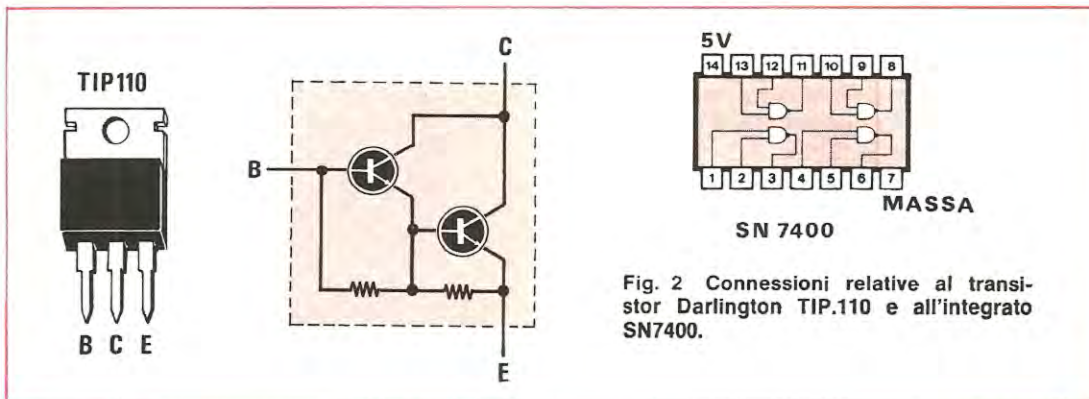 TIP110
B C E
C
B
E
5V
14 13 12 11 10 9 8
1 2 3 4 5 6 7
MASSA
SN 7400
Fig. 2 Connessioni relative al transi-
stor Darlington TIP.110 e all'integrato
SN7400.